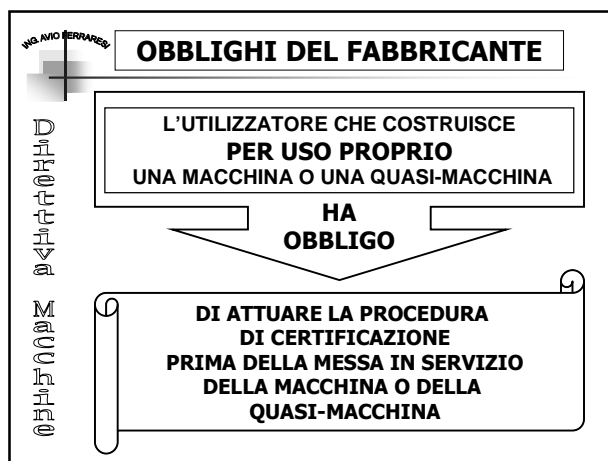 ING. AVIO FERRARESI
OBBLIGHI DEL FABBRICANTE
Direttiva Macchine
L'UTILIZZATORE CHE COSTRUISCE
PER USO PROPRIO
UNA MACCHINA O UNA QUASI-MACCHINA
HA
OBBLIGO
DI ATTUARE LA PROCEDURA
DI CERTIFICAZIONE
PRIMA DELLA MESSA IN SERVIZIO
DELLA MACCHINA O DELLA
QUASI-MACCHINA